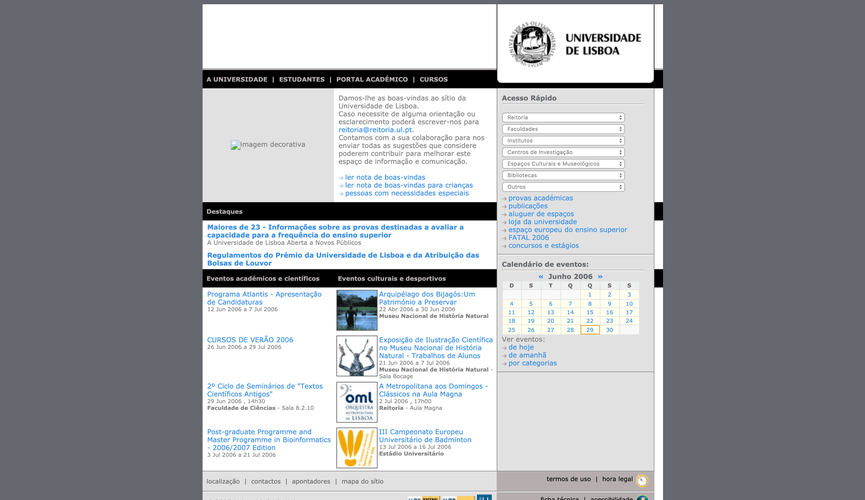 UNIVERSIDADE
DE LISBOA
A UNIVERSIDADE | ESTUDANTES | PORTAL ACADÉMICO | CURSOS
imagem decorativa
Damos-lhe as boas-vindas ao sítio da
Universidade de Lisboa.
Caso necessite de alguma orientação ou
esclarecimento poderá escrever-nos para
reitoria@reitoria.ul.pt.
Contamos com a sua colaboração para nos
enviar todas as sugestões que considere
poderem contribuir para melhorar este
espaço de informação e comunicação.
ler nota de boas-vindas
ler nota de boas-vindas para crianças
pessoas com necessidades especiais
Acesso Rápido
Reitoria
Faculdades
Institutos
Centros de Investigação
Espaços Culturais e Museológicos
Bibliotecas
Outros
provas académicas
publicações
aluguer de espaços
loja da universidade
espaço europeu do ensino superior
FATAL 2006
concursos e estágios
Destaques
Maiores de 23 - Informações sobre as provas destinadas a avaliar a
capacidade para a frequência do ensino superior
A Universidade de Lisboa Aberta a Novos Públicos
Regulamentos do Prémio da Universidade de Lisboa e da Atribuição das
Bolsas de Louvor
Calendário de eventos:
« Junho 2006 »
D S T Q Q S S
1 2 3
4 5 6 7 8 9 10
11 12 13 14 15 16 17
18 19 20 21 22 23 24
25 26 27 28 29 30
Ver eventos:
de hoje
de amanhã
por categorias
Eventos académicos e científicos
Programa Atlantis - Apresentação
de Candidaturas
12 Jun 2006 a 7 Jul 2006
CURSOS DE VERÃO 2006
26 Jun 2006 a 29 Jul 2006
2º Ciclo de Seminários de "Textos
Científicos Antigos"
29 Jun 2006 , 14h30
Faculdade de Ciências - Sala 8.2.10
Post-graduate Programme and
Master Programme in Bioinformatics
- 2006/2007 Edition
3 Jul 2006 a 21 Jul 2006
Eventos culturais e desportivos
Arquipélago dos Bijagós:Um
Património a Preservar
22 Abr 2006 a 30 Jun 2006
Museu Nacional de História Natural
Exposição de Ilustração Científica
no Museu Nacional de História
Natural - Trabalhos de Alunos
21 Jun 2006 a 7 Jul 2006
Museu Nacional de História Natural -
Sala Bocage
oml
ORQUESTRA
METROPOLITANA
DE LISBOA
A Metropolitana aos Domingos -
Clássicos na Aula Magna
2 Jul 2006 , 17h00
Reitoria - Aula Magna
III Campeonato Europeu
Universitário de Badminton
13 Jul 2006 a 16 Jul 2006
Estádio Universitário
localização | contactos | apontadores | mapa do sítio
termos de uso | hora legal
ficha técnica | acessibilidade